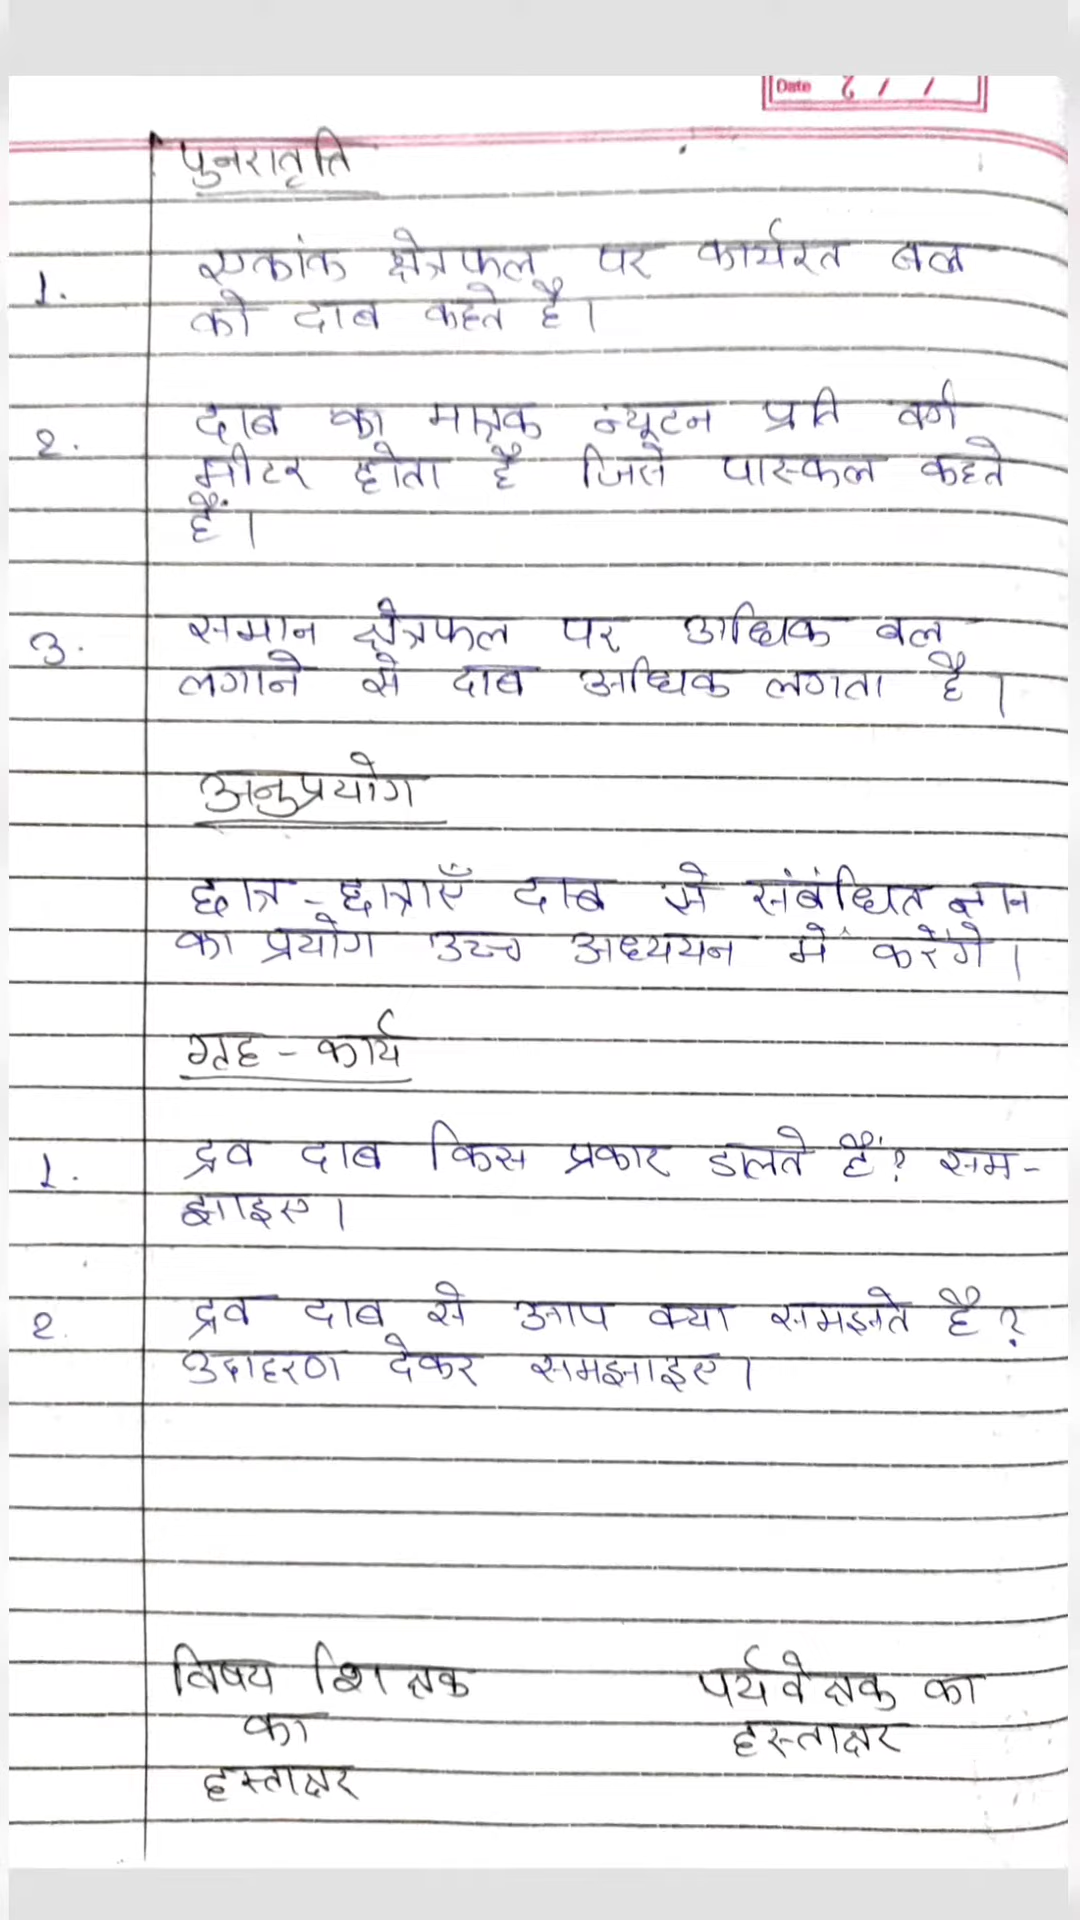 Date 6 / /
पुनरावृत्ति
1. एकांक क्षेत्रफल पर कार्यरत बल
को दाब कहते है।
2. दाब का मात्रक न्यूटन प्रति वर्ग
मीटर होता है जिसे पास्कल कहते
हैं।
3. समान क्षेत्रफल पर अधिक बल
लगाने से दाब अधिक लगता है।
अनुप्रयोग
छात्र - छात्राएँ दाब से संबंधित ज्ञान
का प्रयोग उच्च अध्ययन में करेंगे।
गृह - कार्य
1. द्रव दाब किस प्रकार डालते हैं? सम-
झाइए।
2. द्रव दाब से आप क्या समझते है?
उदाहरण देकर समझाइए।
विषय शिक्षक पर्यवेक्षक का
का हस्ताक्षर
हस्ताक्षर